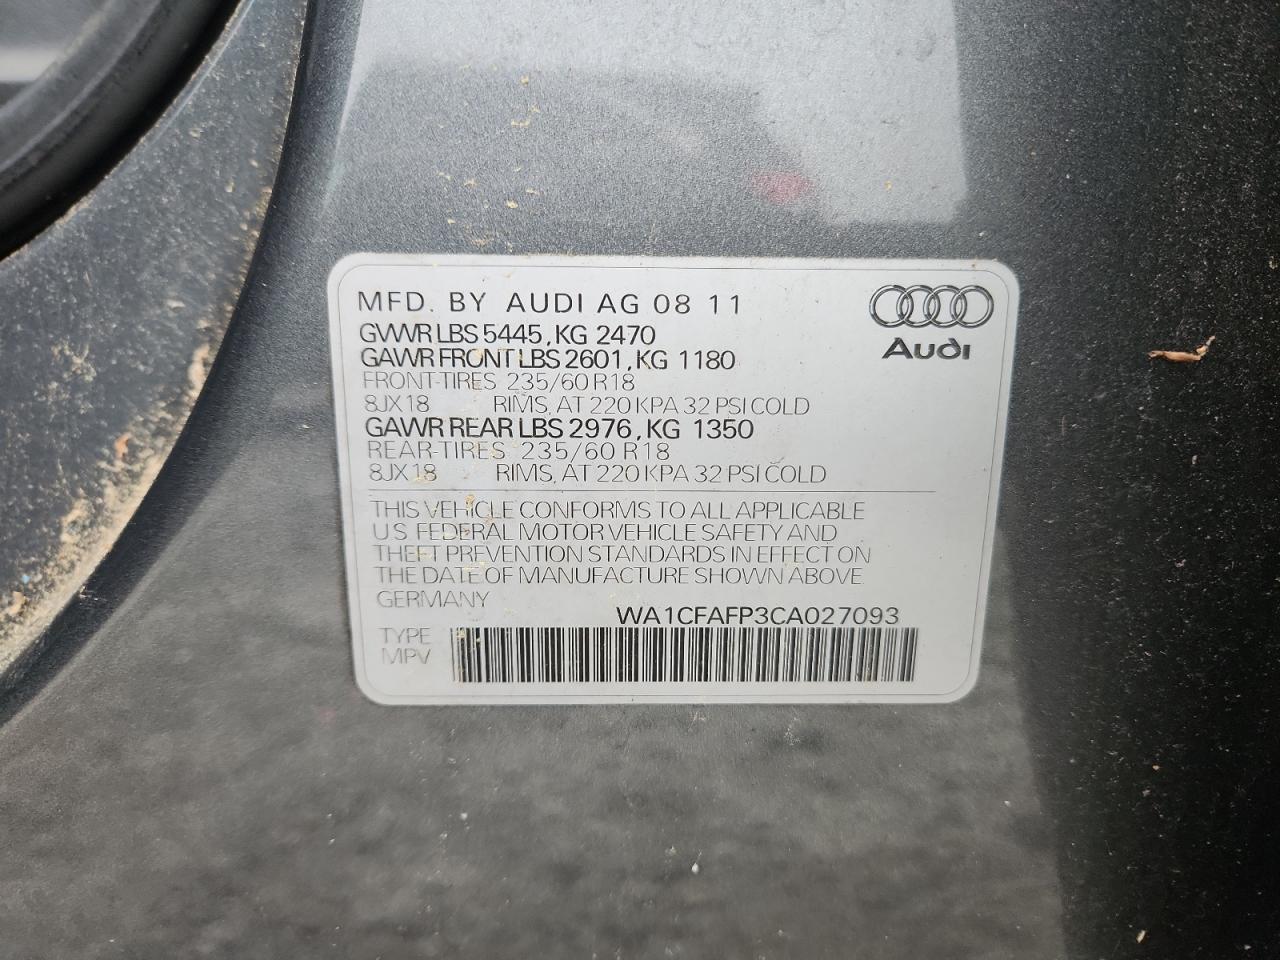 MFD. BY AUDI AG 08 11
Audi
GVWR LBS 5445, KG 2470
GAWR FRONT LBS 2601, KG 1180
FRONT-TIRES 235/60 R18
8JX18 RIMS, AT 220 KPA 32 PSI COLD
GAWR REAR LBS 2976, KG 1350
REAR-TIRES 235/60 R18
8JX18 RIMS, AT 220 KPA 32 PSI COLD
THIS VEHICLE CONFORMS TO ALL APPLICABLE
U.S FEDERAL MOTOR VEHICLE SAFETY AND
THEFT PREVENTION STANDARDS IN EFFECT ON
THE DATE OF MANUFACTURE SHOWN ABOVE
GERMANY
WA1CFAFP3CA027093
TYPE
MPV